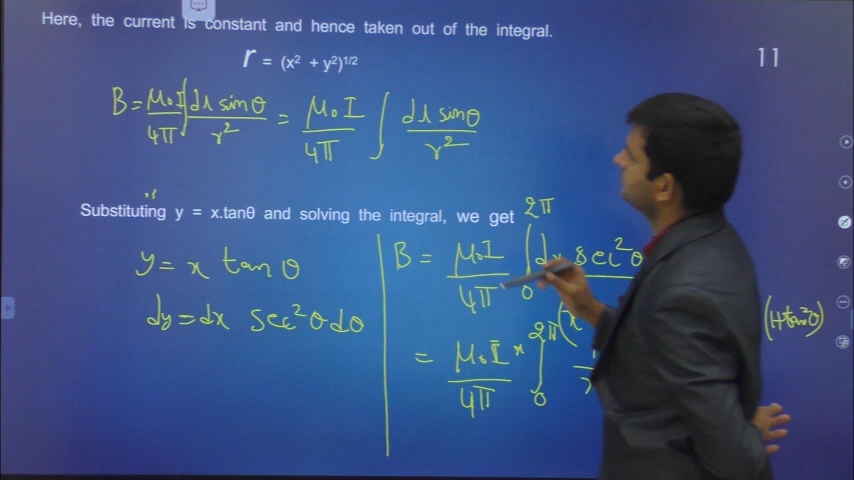 Here, the current is constant and hence taken out of the integral.
r = (x² + y²)^1/2
11
B = μ₀I/4π ∫ dl sinθ/r² = μ₀I/4π ∫ dl sinθ/r²
Substituting y = x.tanθ and solving the integral, we get
y = x tan θ
dy = dx sec²θ dθ
B = μ₀I/4π ∫₀^2π dx sec²θ
(x
(1+tan²θ)
= μ₀I/4π × ∫₀^2π